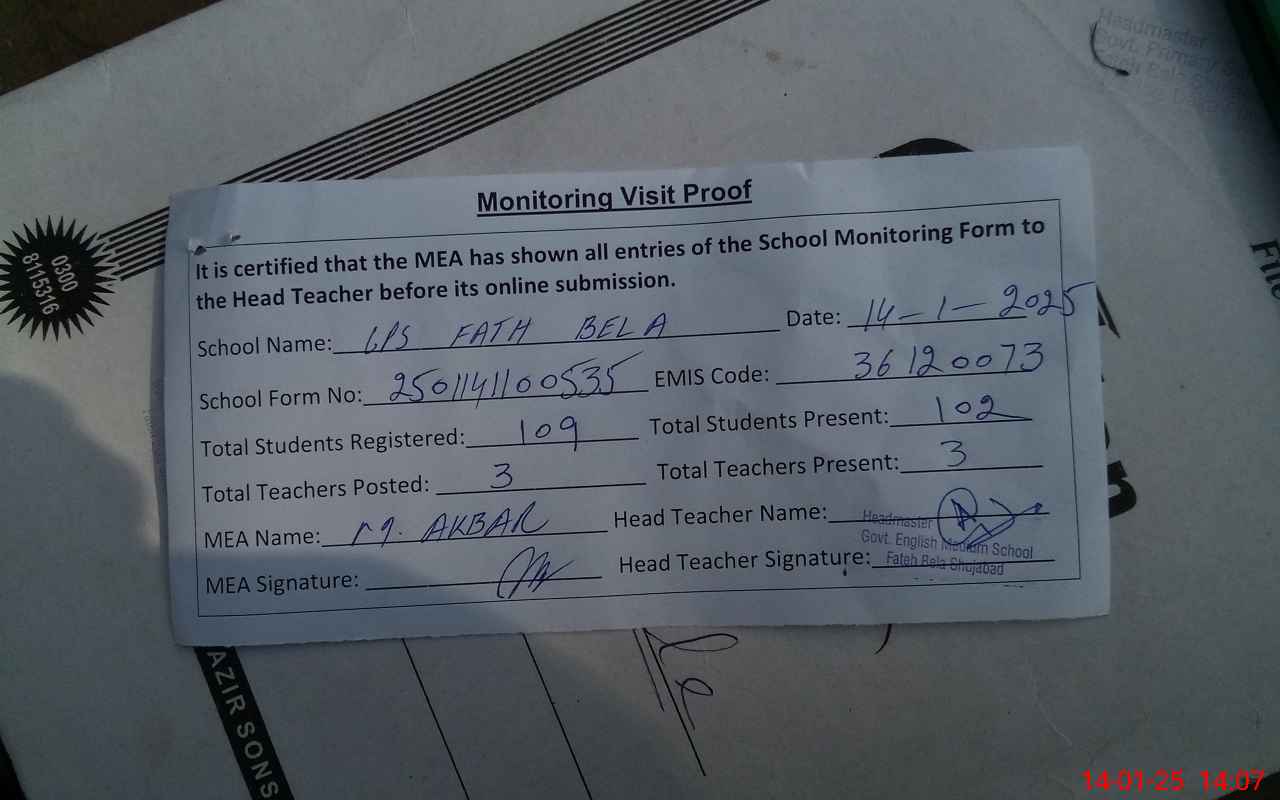 Headmaster
Govt. Primary
0300
8115316
Monitoring Visit Proof
It is certified that the MEA has shown all entries of the School Monitoring Form to
the Head Teacher before its online submission.
School Name: GPS FATH BELA Date: 14-1-2025
School Form No: 2501141100535 EMIS Code: 36120073
Total Students Registered: 109 Total Students Present: 102
Total Teachers Posted: 3 Total Teachers Present: 3
MEA Name: M. AKBAR Head Teacher Name:
Headmaster
Govt. English Medium School
MEA Signature: Head Teacher Signature:
Fateh Bela Shujabad
AZIR SONS
File
14-01-25 14:07